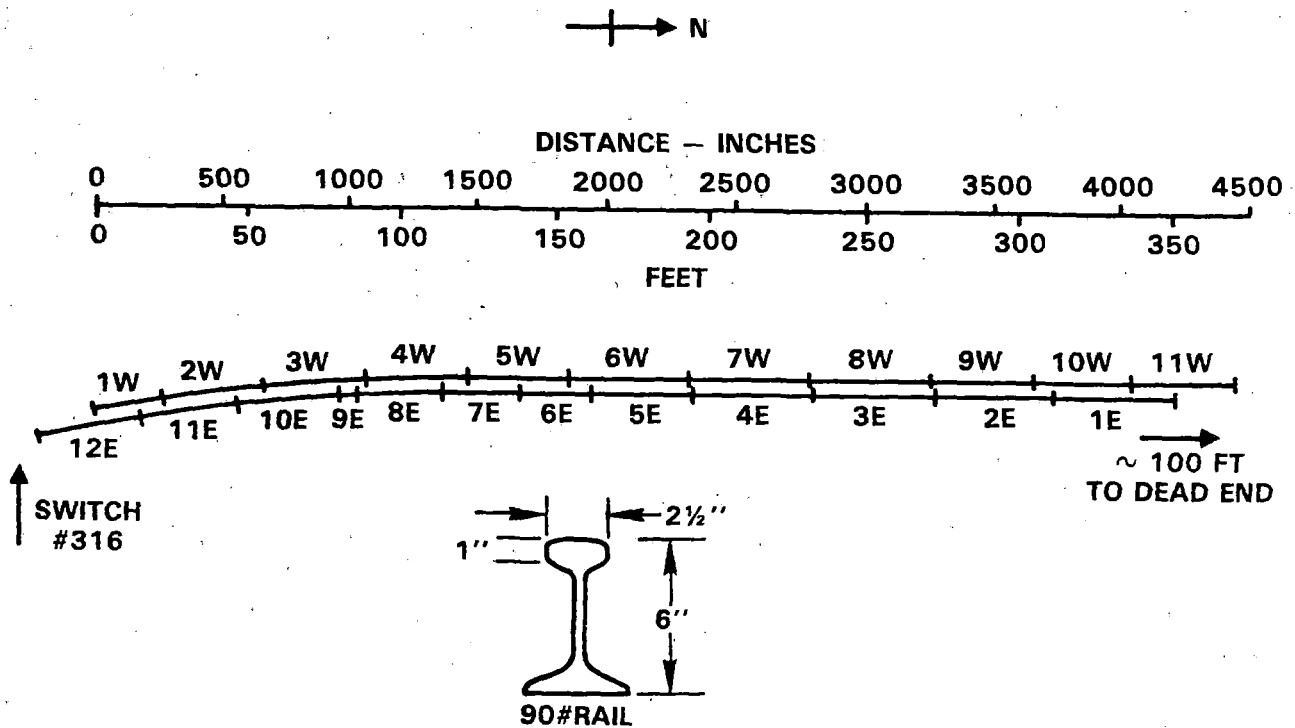 N
DISTANCE – INCHES
0 500 1000 1500 2000 2500 3000 3500 4000 4500
0 50 100 150 200 250 300 350
FEET
1W 2W 3W 4W 5W 6W 7W 8W 9W 10W 11W
12E 11E 10E 9E 8E 7E 6E 5E 4E 3E 2E 1E
~ 100 FT
TO DEAD END
SWITCH
#316
2½″
1″
6″
90#RAIL